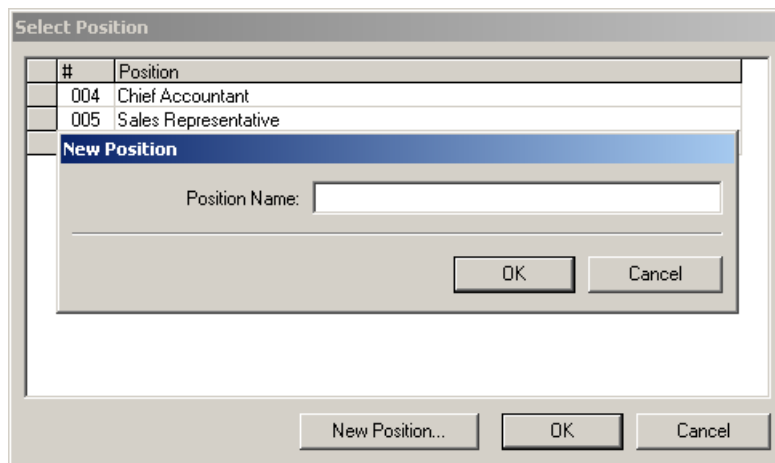 Select Position
# Position
004 Chief Accountant
005 Sales Representative
New Position
Position Name:
OK Cancel
New Position... OK Cancel